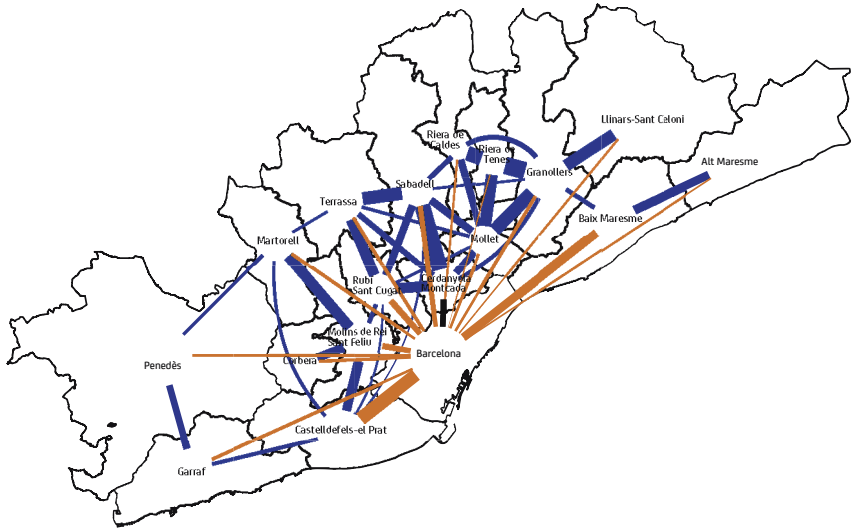 Llinars-Sant Celoni
Riera de
Caldes
Riera de
Tenes
Alt Maresme
Granollers
Sabadell
Terrassa
Baix Maresme
Martorell
Mollet
Rubí
Sant Cugat
Cerdanyola
Montcada
Molins de Rei
Sant Feliu
Barcelona
Corbera
Penedès
Castelldefels-el Prat
Garraf